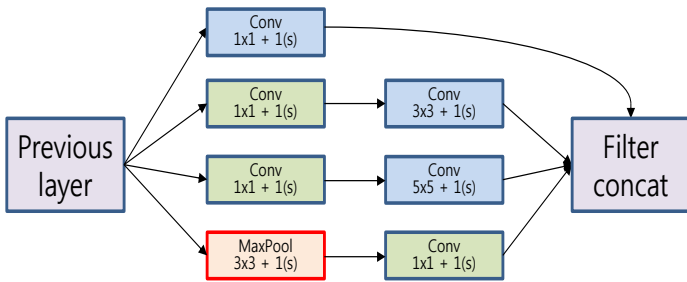 Conv
1x1 + 1(s)
Conv
1x1 + 1(s)
Conv
3x3 + 1(s)
Previous
layer
Filter
concat
Conv
1x1 + 1(s)
Conv
5x5 + 1(s)
MaxPool
3x3 + 1(s)
Conv
1x1 + 1(s)